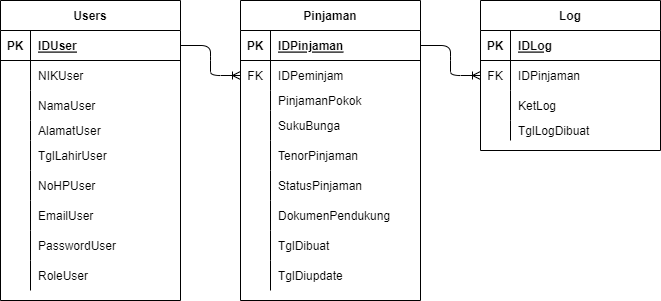 Users
PK IDUser
NIKUser
NamaUser
AlamatUser
TglLahirUser
NoHPUser
EmailUser
PasswordUser
RoleUser
Pinjaman
PK IDPinjaman
FK IDPeminjam
PinjamanPokok
SukuBunga
TenorPinjaman
StatusPinjaman
DokumenPendukung
TglDibuat
TglDiupdate
Log
PK IDLog
FK IDPinjaman
KetLog
TglLogDibuat